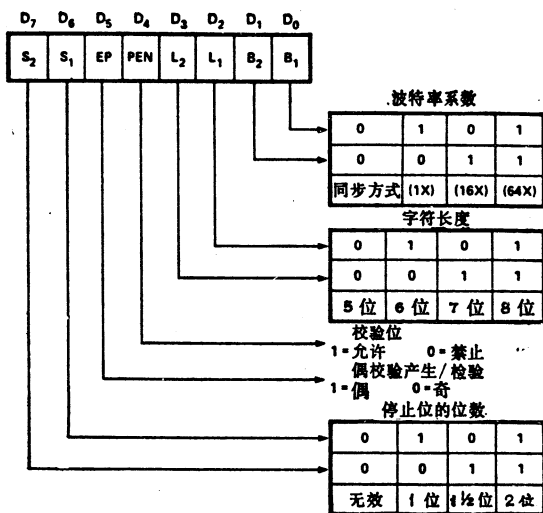 D7 D6 D5 D4 D3 D2 D1 D0
S2 S1 EP PEN L2 L1 B2 B1
波特率系数
0 1 0 1
0 0 1 1
同步方式 (1X) (16X) (64X)
字符长度
0 1 0 1
0 0 1 1
5位 6位 7位 8位
校验位
1=允许 0=禁止
偶校验产生/检验
1=偶 0=奇
停止位的位数
0 1 0 1
0 0 1 1
无效 1位 1½位 2位